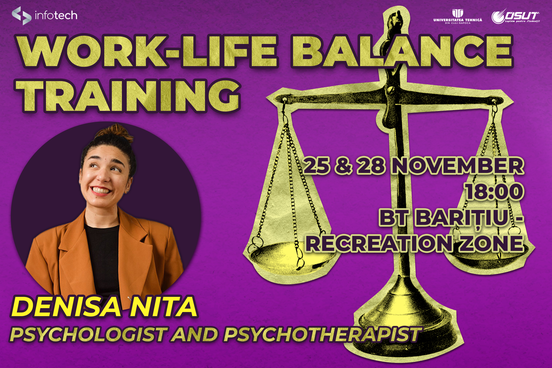 infotech
UNIVERSITATEA TEHNICĂ
OSUT
WORK-LIFE BALANCE
TRAINING
25 & 28 NOVEMBER
18:00
BT BARIȚIU -
RECREATION ZONE
DENISA NITA
PSYCHOLOGIST AND PSYCHOTHERAPIST